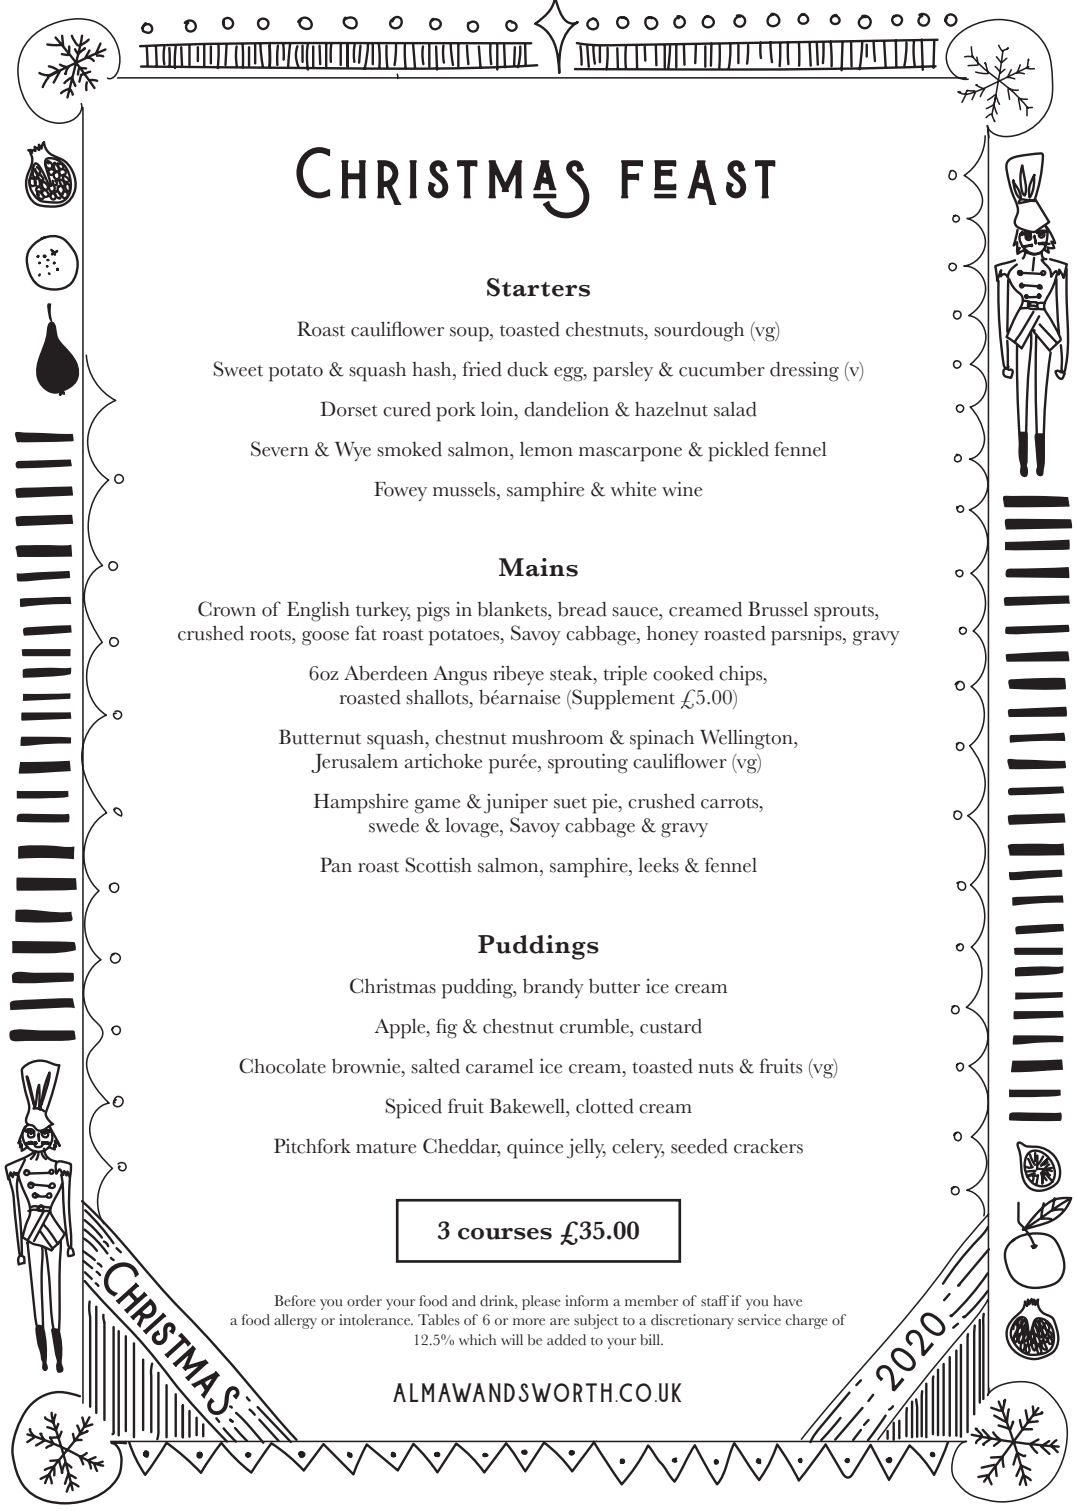 Christmas feast
Starters
Roast cauliflower soup, toasted chestnuts, sourdough (vg)
Sweet potato & squash hash, fried duck egg, parsley & cucumber dressing (v)
Dorset cured pork loin, dandelion & hazelnut salad
Severn & Wye smoked salmon, lemon mascarpone & pickled fennel
Fowey mussels, samphire & white wine
Mains
Crown of English turkey, pigs in blankets, bread sauce, creamed Brussel sprouts,
crushed roots, goose fat roast potatoes, Savoy cabbage, honey roasted parsnips, gravy
6oz Aberdeen Angus ribeye steak, triple cooked chips,
roasted shallots, béarnaise (Supplement £5.00)
Butternut squash, chestnut mushroom & spinach Wellington,
Jerusalem artichoke purée, sprouting cauliflower (vg)
Hampshire game & juniper suet pie, crushed carrots,
swede & lovage, Savoy cabbage & gravy
Pan roast Scottish salmon, samphire, leeks & fennel
Puddings
Christmas pudding, brandy butter ice cream
Apple, fig & chestnut crumble, custard
Chocolate brownie, salted caramel ice cream, toasted nuts & fruits (vg)
Spiced fruit Bakewell, clotted cream
Pitchfork mature Cheddar, quince jelly, celery, seeded crackers
3 courses £35.00
Before you order your food and drink, please inform a member of staff if you have
a food allergy or intolerance. Tables of 6 or more are subject to a discretionary service charge of
12.5% which will be added to your bill.
ALMAWANDSWORTH.CO.UK
Christmas
2020